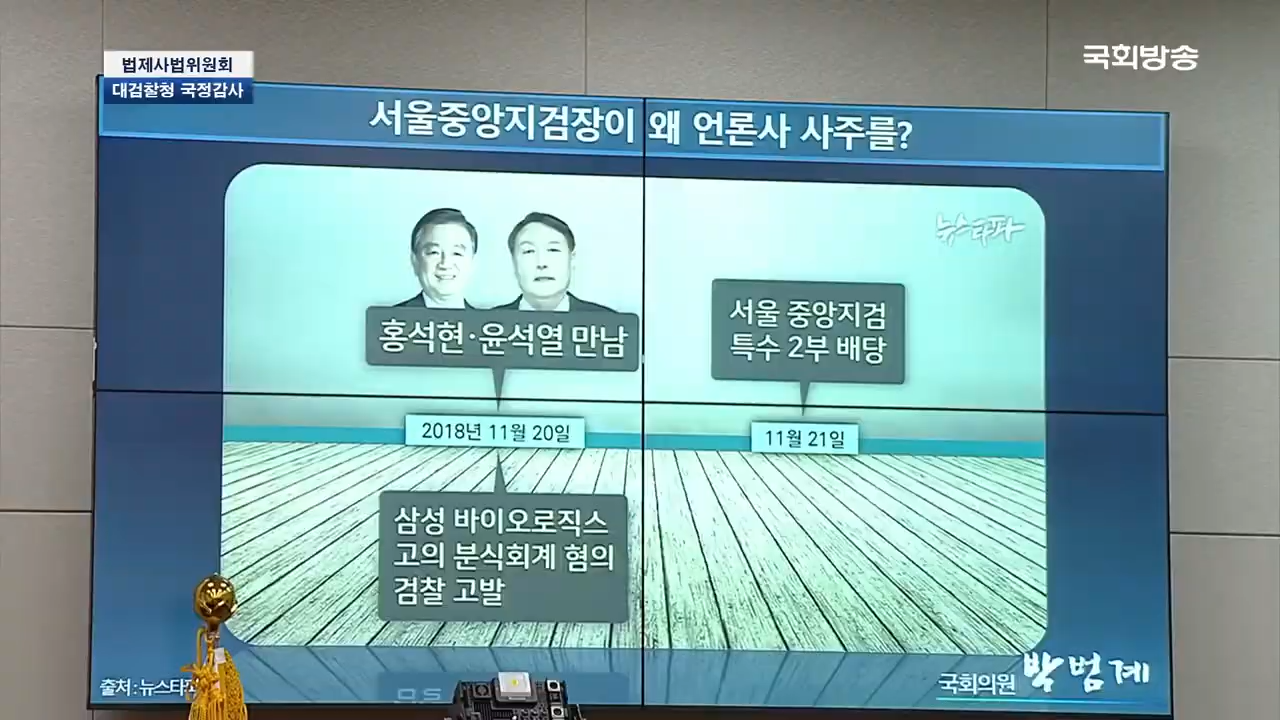 법제사법위원회
대검찰청 국정감사
국회방송
서울중앙지검장이 왜 언론사 사주를?
뉴스타파
홍석현·윤석열 만남
서울 중앙지검
특수 2부 배당
2018년 11월 20일
11월 21일
삼성 바이오로직스
고의 분식회계 혐의
검찰 고발
출처 : 뉴스타파
국회의원 박범계